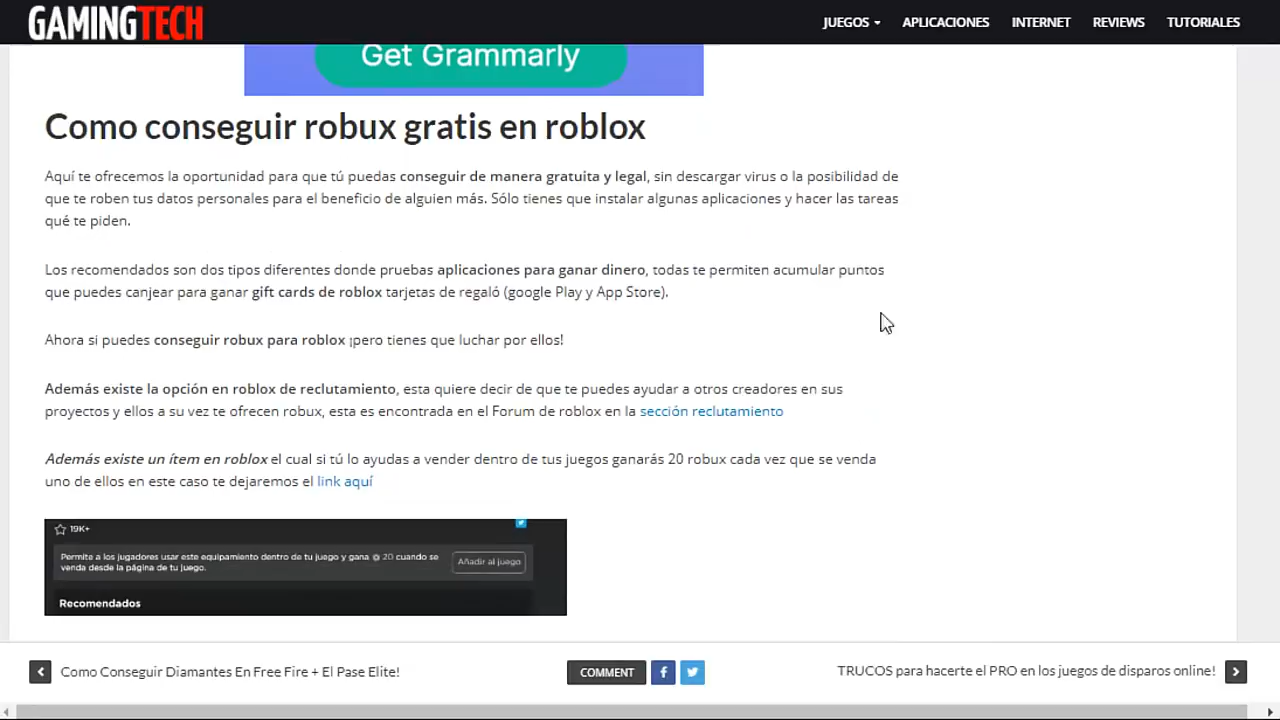 GAMINGTECH
JUEGOS
APLICACIONES
INTERNET
REVIEWS
TUTORIALES
Get Grammarly
Como conseguir robux gratis en roblox
Aquí te ofrecemos la oportunidad para que tú puedas conseguir de manera gratuita y legal, sin descargar virus o la posibilidad de
que te roben tus datos personales para el beneficio de alguien más. Sólo tienes que instalar algunas aplicaciones y hacer las tareas
qué te piden.
Los recomendados son dos tipos diferentes donde pruebas aplicaciones para ganar dinero, todas te permiten acumular puntos
que puedes canjear para ganar gift cards de roblox tarjetas de regaló (google Play y App Store).
Ahora si puedes conseguir robux para roblox ¡pero tienes que luchar por ellos!
Además existe la opción en roblox de reclutamiento, esta quiere decir de que te puedes ayudar a otros creadores en sus
proyectos y ellos a su vez te ofrecen robux, esta es encontrada en el Forum de roblox en la sección reclutamiento
Además existe un ítem en roblox el cual si tú lo ayudas a vender dentro de tus juegos ganarás 20 robux cada vez que se venda
uno de ellos en este caso te dejaremos el link aquí
19K+
Permite a los jugadores usar este equipamiento dentro de tu juego y gana 20 cuando se
venda desde la página de tu juego.
Añadir al juego
Recomendados
Como Conseguir Diamantes En Free Fire + El Pase Elite!
COMMENT
TRUCOS para hacerte el PRO en los juegos de disparos online!